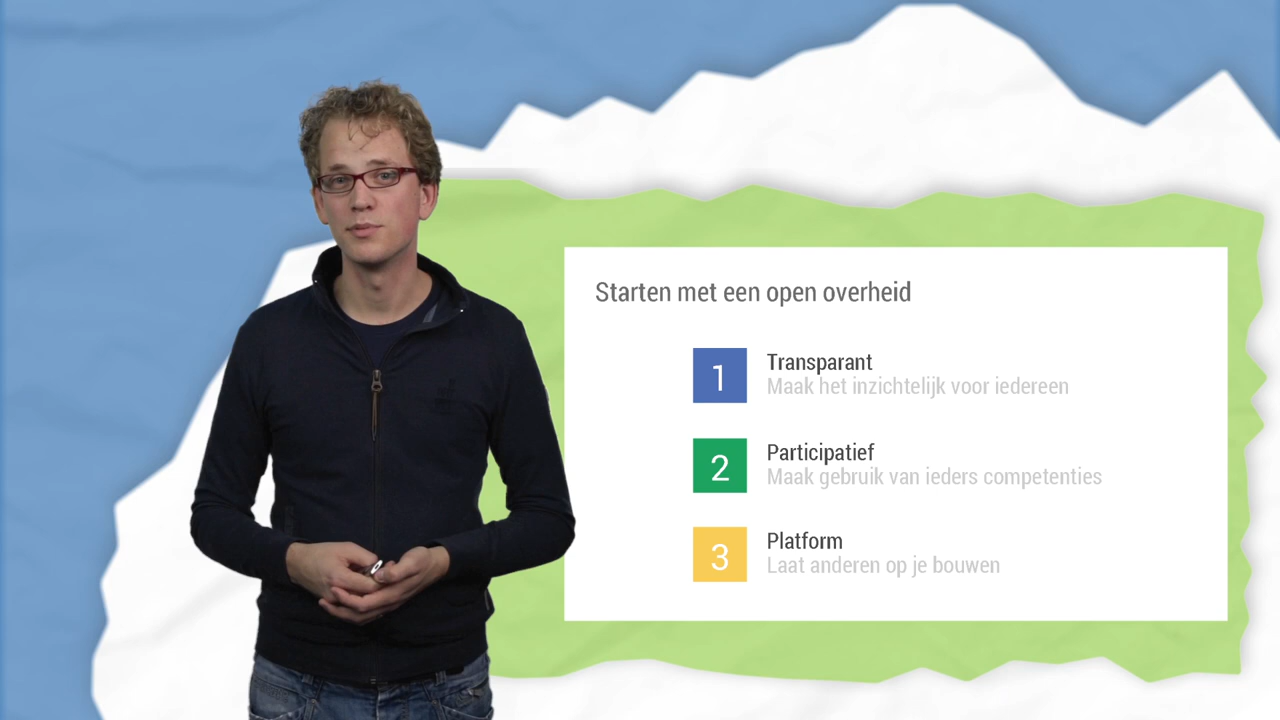 Starten met een open overheid
1
Transparant
Maak het inzichtelijk voor iedereen
2
Participatief
Maak gebruik van ieders competenties
3
Platform
Laat anderen op je bouwen